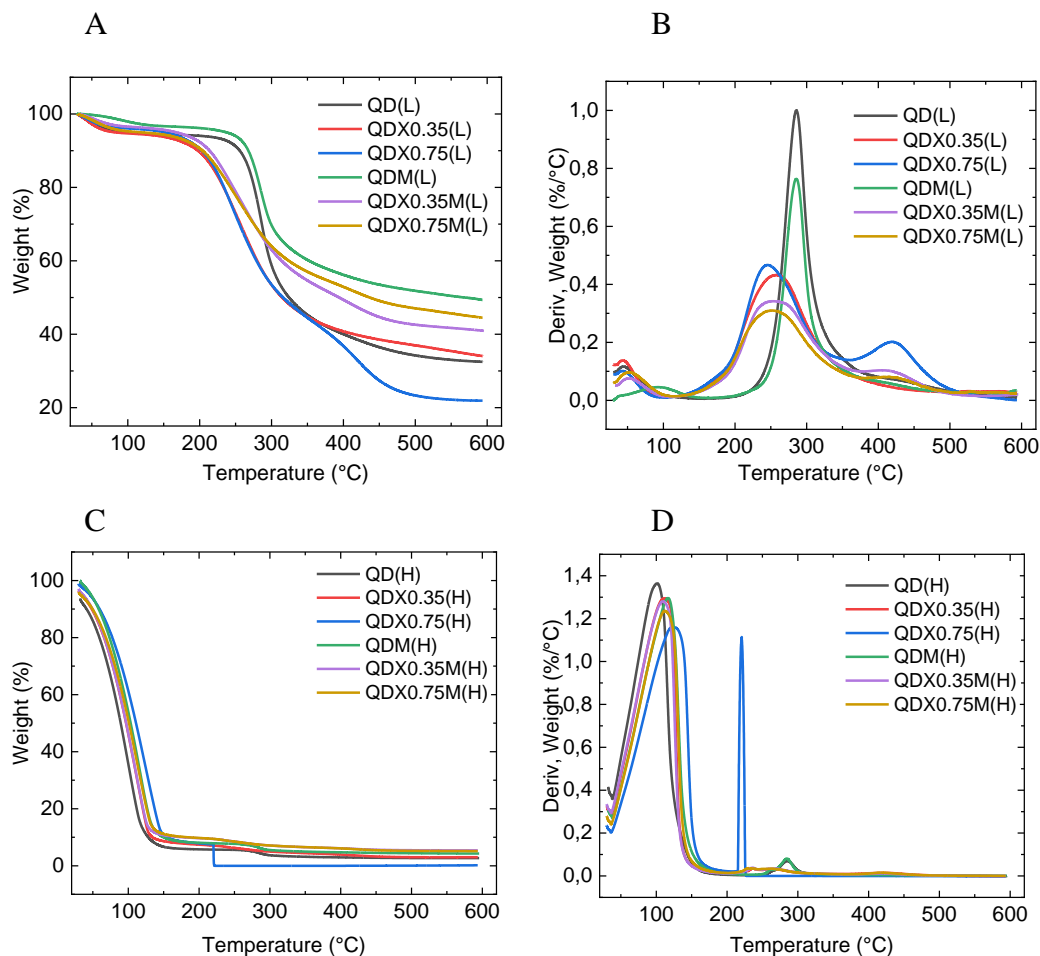 A
100
80
60
40
20
Weight (%)
QD(L)
QDX0.35(L)
QDX0.75(L)
QDM(L)
QDX0.35M(L)
QDX0.75M(L)
100 200 300 400 500 600
Temperature (°C)
B
1,0
0,8
0,6
0,4
0,2
0,0
Deriv, Weight (%/°C)
QD(L)
QDX0.35(L)
QDX0.75(L)
QDM(L)
QDX0.35M(L)
QDX0.75M(L)
100 200 300 400 500 600
Temperature (°C)
C
100
80
60
40
20
0
Weight (%)
QD(H)
QDX0.35(H)
QDX0.75(H)
QDM(H)
QDX0.35M(H)
QDX0.75M(H)
100 200 300 400 500 600
Temperature (°C)
D
1,4
1,2
1,0
0,8
0,6
0,4
0,2
0,0
Deriv, Weight (%/°C)
QD(H)
QDX0.35(H)
QDX0.75(H)
QDM(H)
QDX0.35M(H)
QDX0.75M(H)
100 200 300 400 500 600
Temperature (°C)